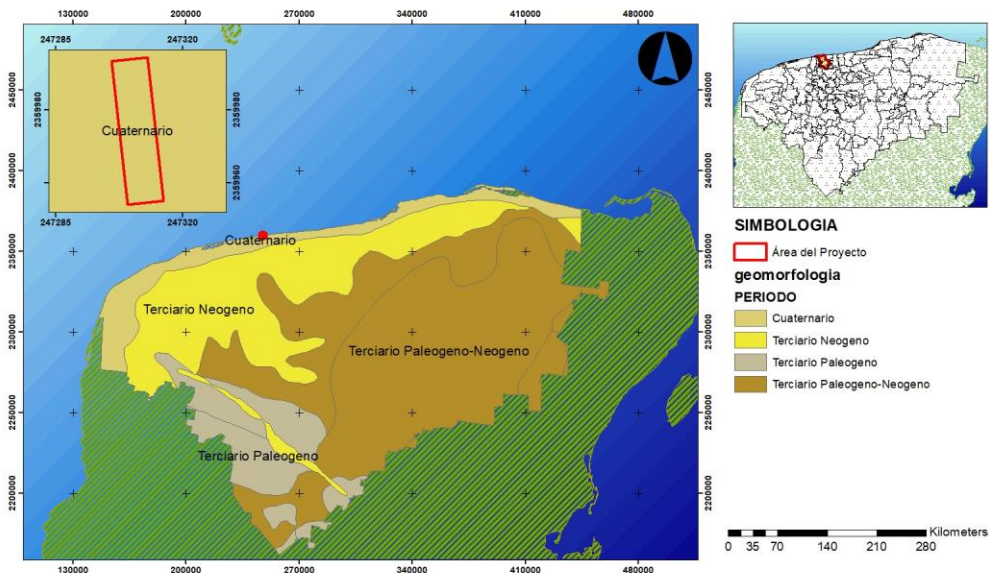 130000 200000 270000 340000 410000 480000
247285 247320
2359980 2359980
Cuaternario
2359960 2359960
247285 247320
2450000 2450000
2400000 2400000
2350000 2350000
2300000 2300000
2250000 2250000
2200000 2200000
Cuaternario
Terciario Neogeno
Terciario Paleogeno-Neogeno
Terciario Paleogeno
130000 200000 270000 340000 410000 480000
SIMBOLOGIA
Área del Proyecto
geomorfologia
PERIODO
Cuaternario
Terciario Neogeno
Terciario Paleogeno
Terciario Paleogeno-Neogeno
Kilometers
0 35 70 140 210 280